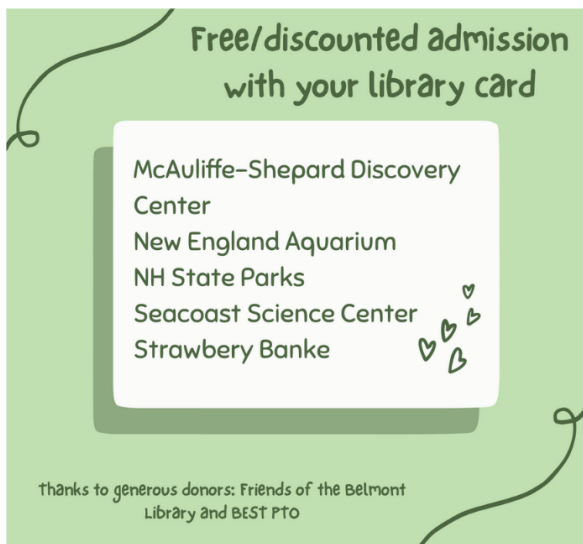 Free/discounted admission
with your library card
McAuliffe-Shepard Discovery
Center
New England Aquarium
NH State Parks
Seacoast Science Center
Strawbery Banke
Thanks to generous donors: Friends of the Belmont
Library and BEST PTO